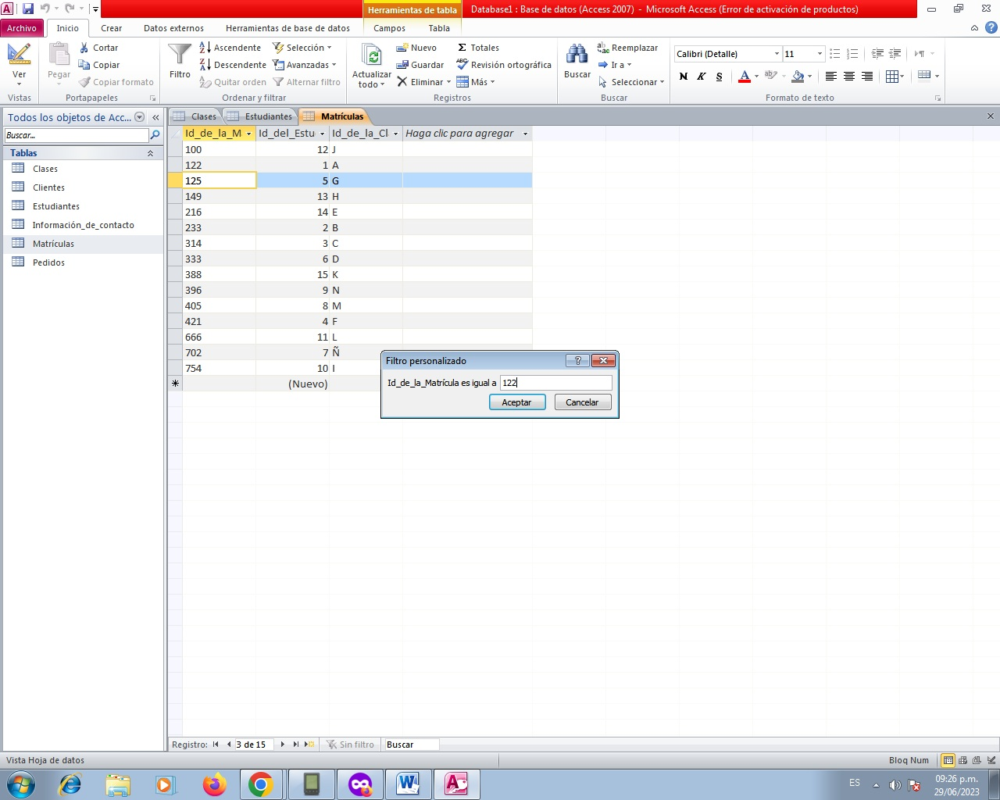 Herramientas de tabla
Database1 : Base de datos (Access 2007) - Microsoft Access (Error de activación de productos)
Archivo Inicio Crear Datos externos Herramientas de base de datos Campos Tabla
Ver
Vistas
Pegar
Cortar
Copiar
Copiar formato
Portapapeles
Filtro
Ascendente
Descendente
Quitar orden
Selección
Avanzadas
Alternar filtro
Ordenar y filtrar
Actualizar todo
Nuevo
Guardar
Eliminar
Totales
Revisión ortográfica
Más
Registros
Buscar
Reemplazar
Ir a
Seleccionar
Buscar
Calibri (Detalle) 11
N K S
Formato de texto
Todos los objetos de Acc...
Buscar...
Tablas
Clases
Clientes
Estudiantes
Información_de_contacto
Matrículas
Pedidos
Clases Estudiantes Matrículas
Id_de_la_M Id_del_Estu Id_de_la_Cl Haga clic para agregar
100 12 J
122 1 A
125 5 G
149 13 H
216 14 E
233 2 B
314 3 C
333 6 D
388 15 K
396 9 N
405 8 M
421 4 F
666 11 L
702 7 Ñ
754 10 I
(Nuevo)
Filtro personalizado
Id_de_la_Matrícula es igual a 122
Aceptar Cancelar
Registro: 3 de 15 Sin filtro Buscar
Vista Hoja de datos
Bloq Num
ES
09:26 p.m.
29/06/2023